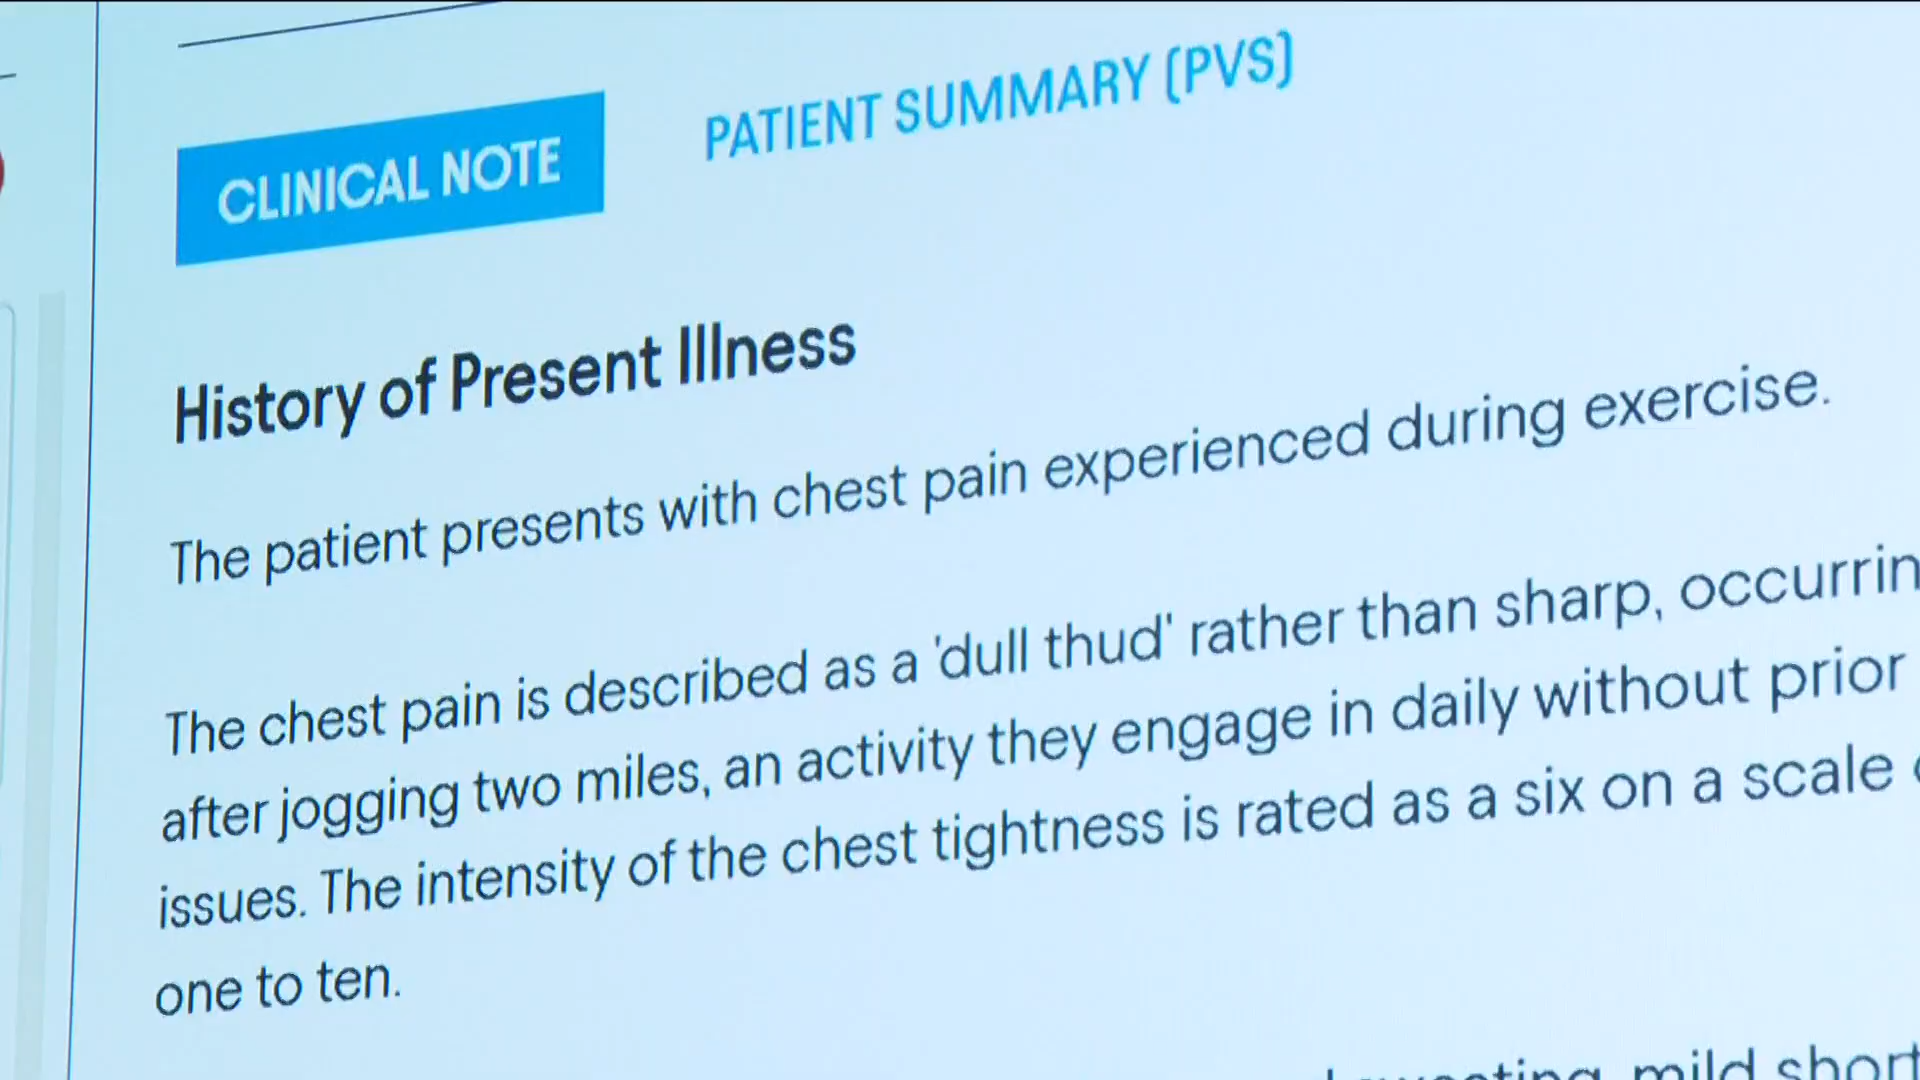 CLINICAL NOTE
PATIENT SUMMARY (PVS)
History of Present Illness
The patient presents with chest pain experienced during exercise.
The chest pain is described as a 'dull thud' rather than sharp, occurrin
after jogging two miles, an activity they engage in daily without prior
issues. The intensity of the chest tightness is rated as a six on a scale
one to ten.
mild short